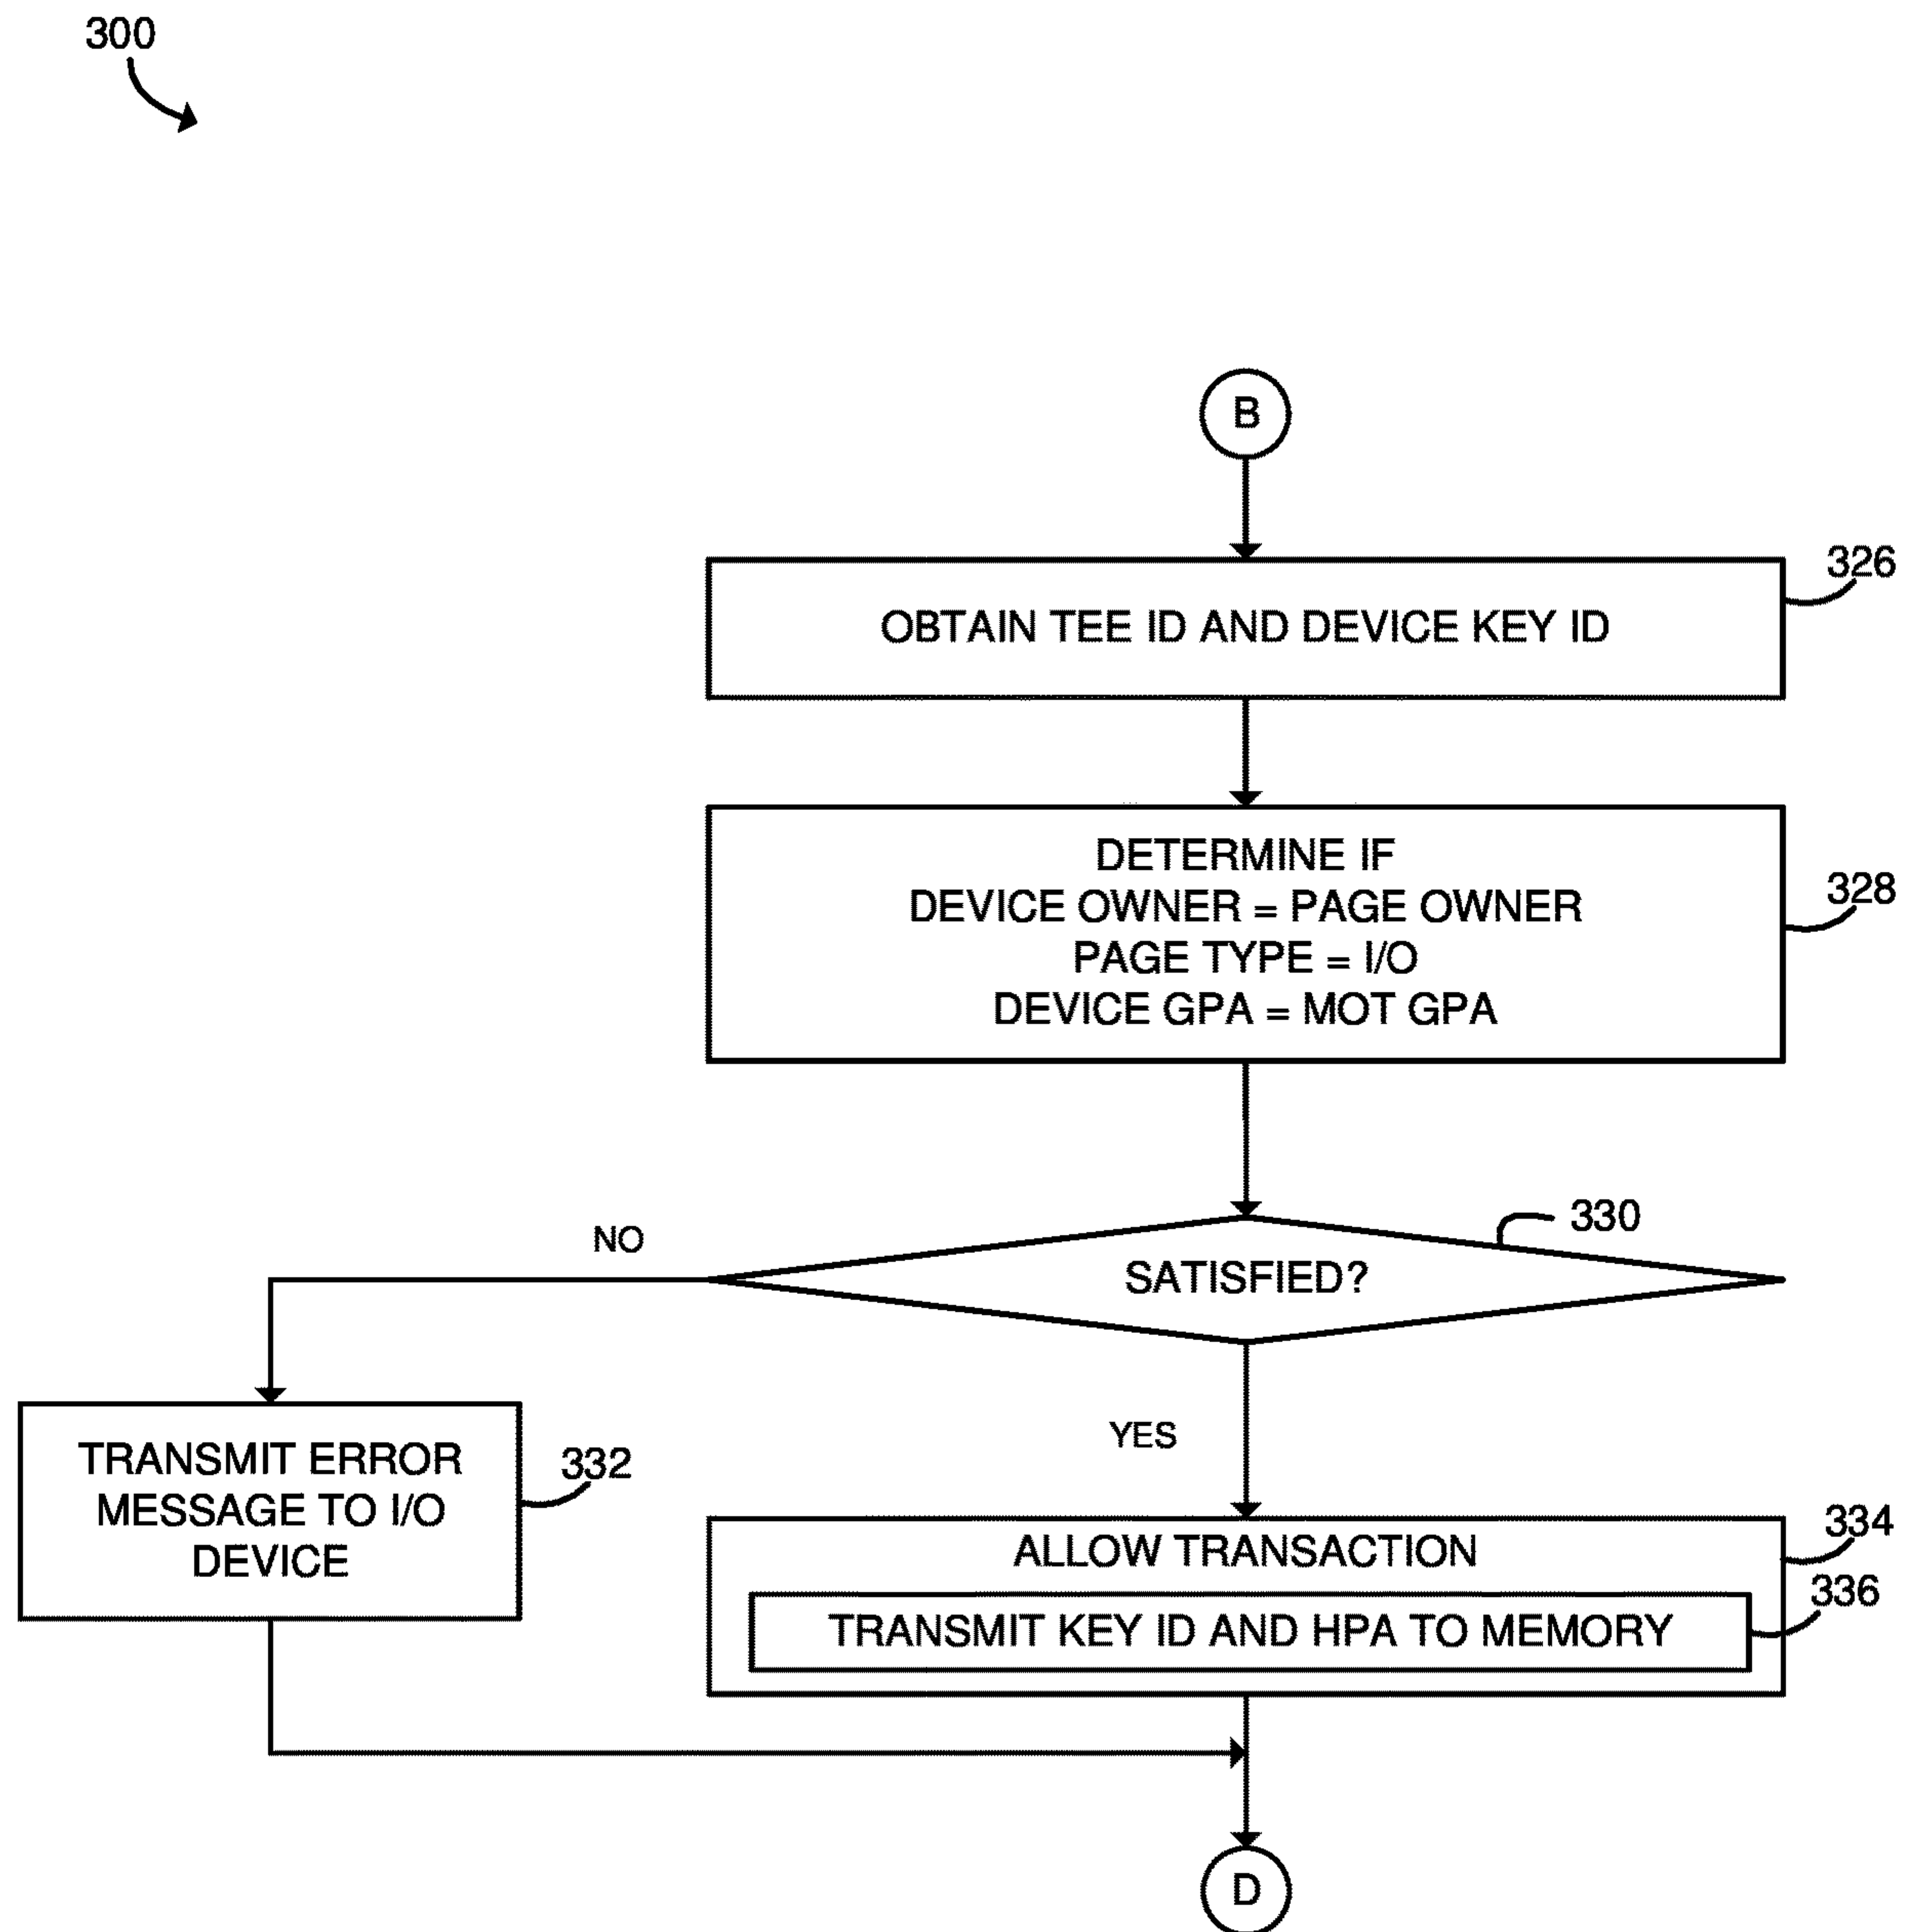 300
B
326
OBTAIN TEE ID AND DEVICE KEY ID
DETERMINE IF
328
DEVICE OWNER = PAGE OWNER
PAGE TYPE = I/O
DEVICE GPA = MOT GPA
330
NO
SATISFIED?
YES
TRANSMIT ERROR
332
MESSAGE TO I/O
DEVICE
334
ALLOW TRANSACTION
336
TRANSMIT KEY ID AND HPA TO MEMORY
D